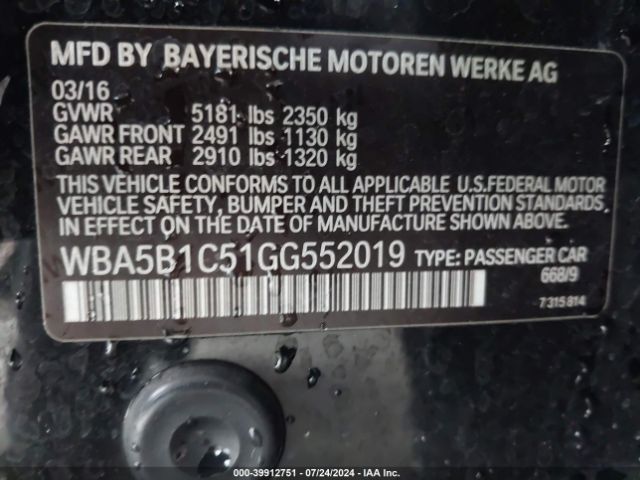 MFD BY BAYERISCHE MOTOREN WERKE AG
03/16
GVWR 5181 lbs 2350 kg
GAWR FRONT 2491 lbs 1130 kg
GAWR REAR 2910 lbs 1320 kg
THIS VEHICLE CONFORMS TO ALL APPLICABLE U.S.FEDERAL MOTOR
VEHICLE SAFETY, BUMPER AND THEFT PREVENTION STANDARDS
IN EFFECT ON THE DATE OF MANUFACTURE SHOWN ABOVE.
WBA5B1C51GG552019 TYPE: PASSENGER CAR
668/9
7315814
000-39912751 / 07/24/2024 - IAA Inc.